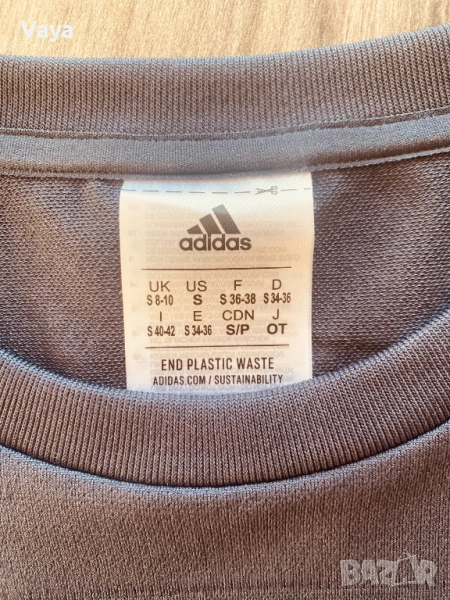 Vaya
adidas
UK US F D
S 8-10 S S 36-38 S 34-36
I E CDN J
S 40-42 S 34-36 S/P OT
END PLASTIC WASTE
ADIDAS.COM / SUSTAINABILITY
BAZAR